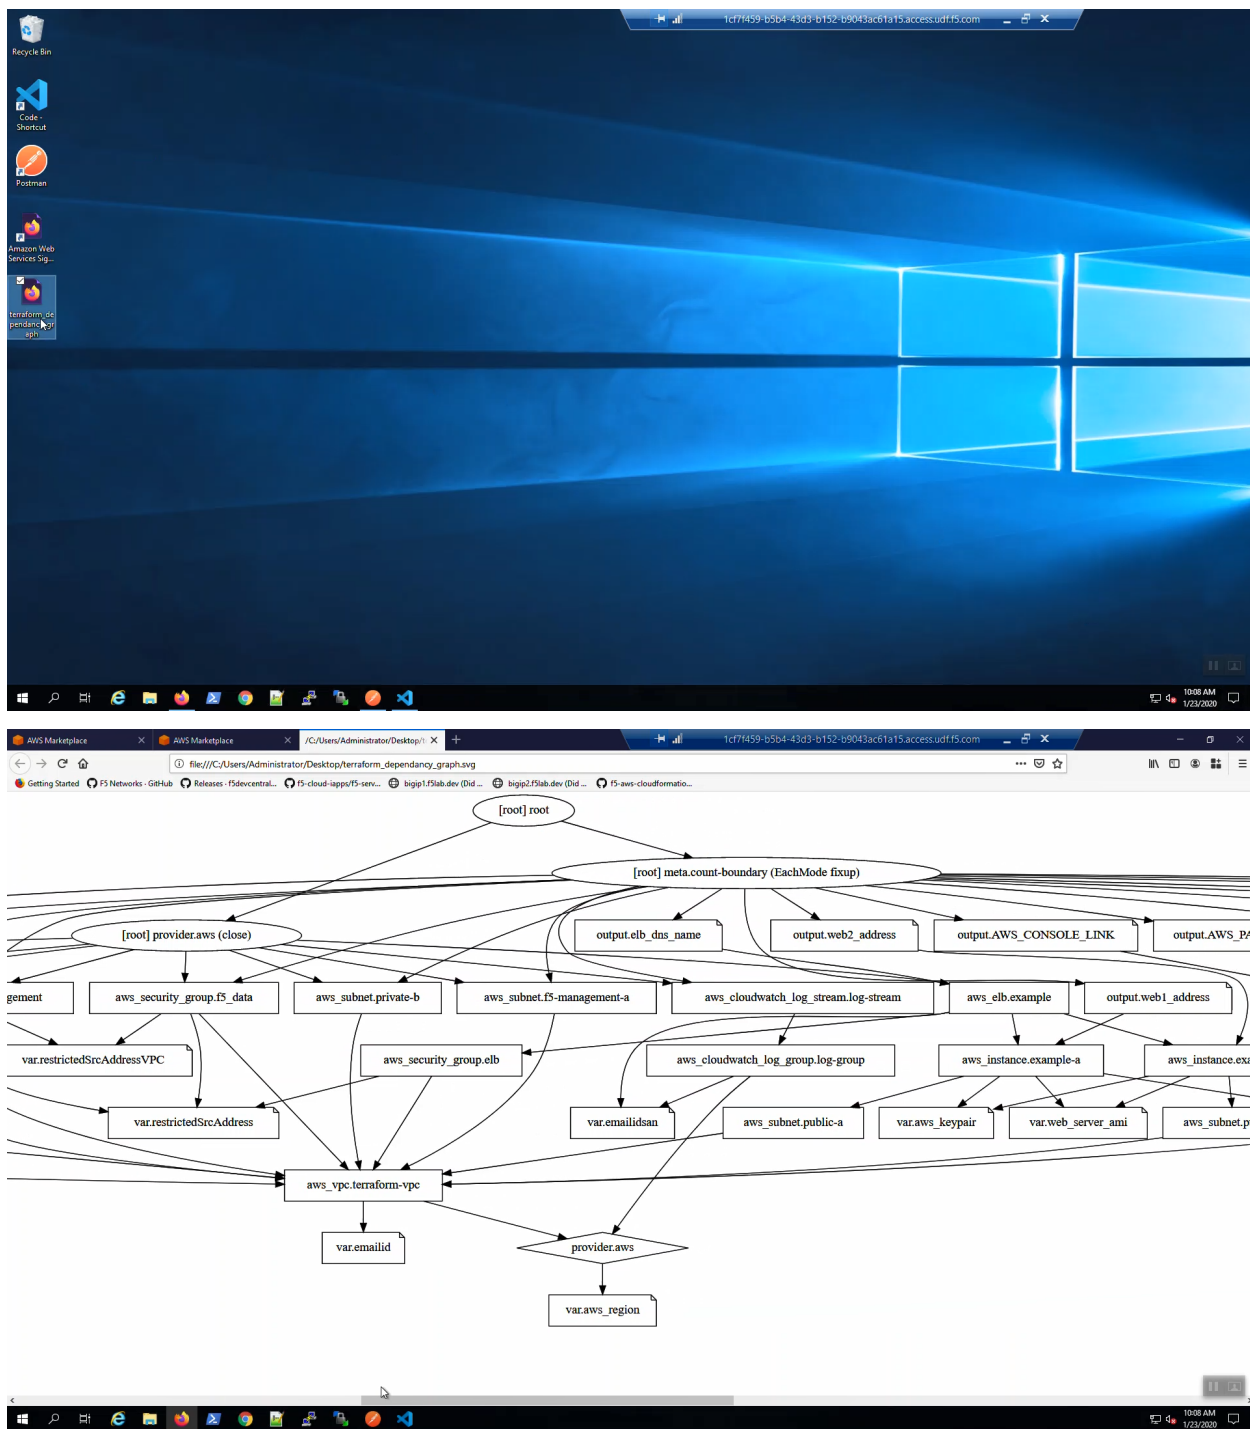 1cf7f459-b5b4-43d3-b152-b9043ac61a15.access.udf.f5.com
Recycle Bin
Code -
Shortcut
Postman
Amazon Web
Services Sig...
terraform_de
aph
10:08 AM
1/23/2020
AWS Marketplace
AWS Marketplace
/C:/Users/Administrator/Desktop/t
1cf7f459-b5b4-43d3-b152-b9043ac61a15.access.udf.f5.com
file:///C:/Users/Administrator/Desktop/terraform_dependancy_graph.svg
Getting Started
F5 Networks · GitHub
Releases · f5devcentral...
f5-cloud-iapps/f5-serv...
bigip1.f5lab.dev (Did ...
bigip2.f5lab.dev (Did ...
f5-aws-cloudformatio...
[root] root
[root] meta.count-boundary (EachMode fixup)
[root] provider.aws (close)
output.elb_dns_name
output.web2_address
output.AWS_CONSOLE_LINK
output.AWS_PA
gement
aws_security_group.f5_data
aws_subnet.private-b
aws_subnet.f5-management-a
aws_cloudwatch_log_stream.log-stream
aws_elb.example
output.web1_address
var.restrictedSrcAddressVPC
aws_security_group.elb
aws_cloudwatch_log_group.log-group
aws_instance.example-a
aws_instance.exa
var.restrictedSrcAddress
var.emailidsan
aws_subnet.public-a
var.aws_keypair
var.web_server_ami
aws_subnet.p
aws_vpc.terraform-vpc
var.emailid
provider.aws
var.aws_region
10:08 AM
1/23/2020